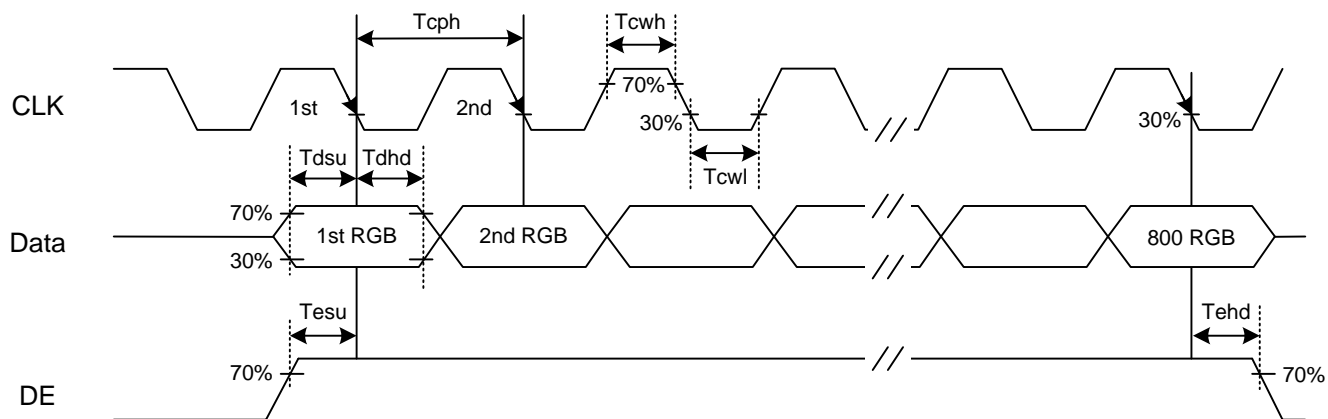 Tcph
Tcwh
CLK
1st
2nd
70%
30%
30%
Tdsu
Tdhd
Tcwl
70%
Data
1st RGB
2nd RGB
800 RGB
30%
Tesu
Tehd
70%
70%
DE